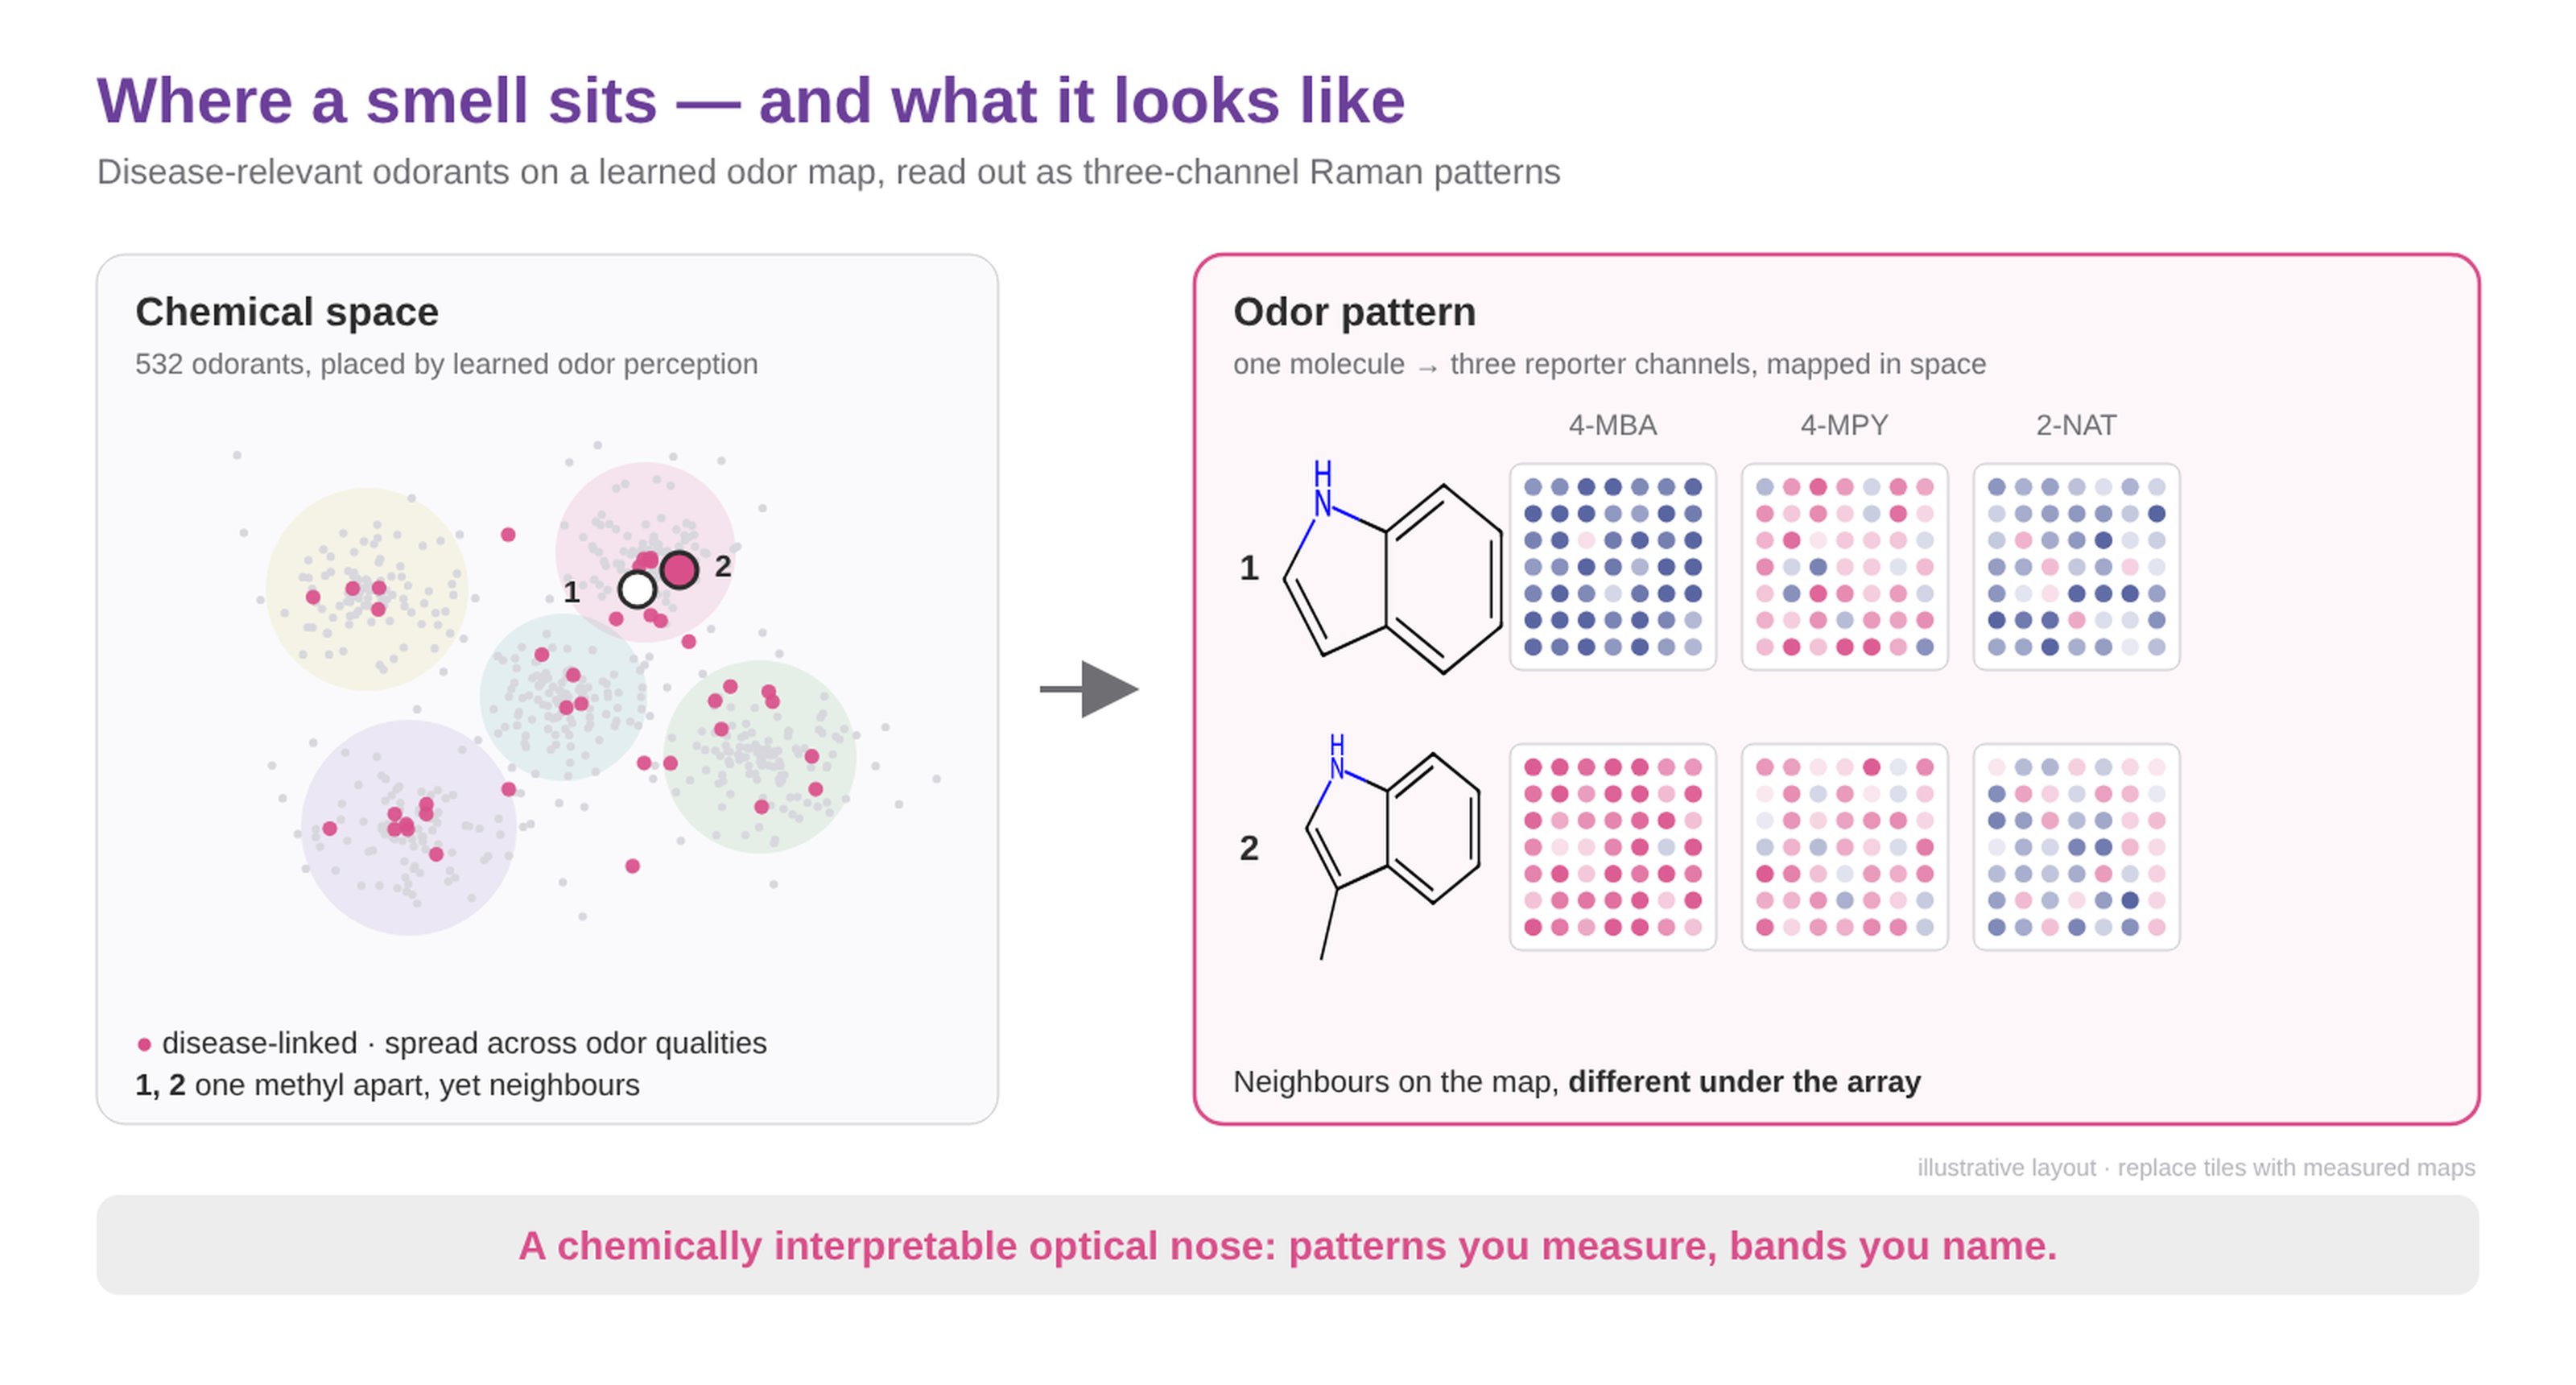 Where a smell sits — and what it looks like
Disease-relevant odorants on a learned odor map, read out as three-channel Raman patterns
Chemical space
532 odorants, placed by learned odor perception
1
2
disease-linked · spread across odor qualities
1, 2 one methyl apart, yet neighbours
Odor pattern
one molecule → three reporter channels, mapped in space
4-MBA 4-MPY 2-NAT
H
N
1
H
N
2
Neighbours on the map, different under the array
illustrative layout · replace tiles with measured maps
A chemically interpretable optical nose: patterns you measure, bands you name.